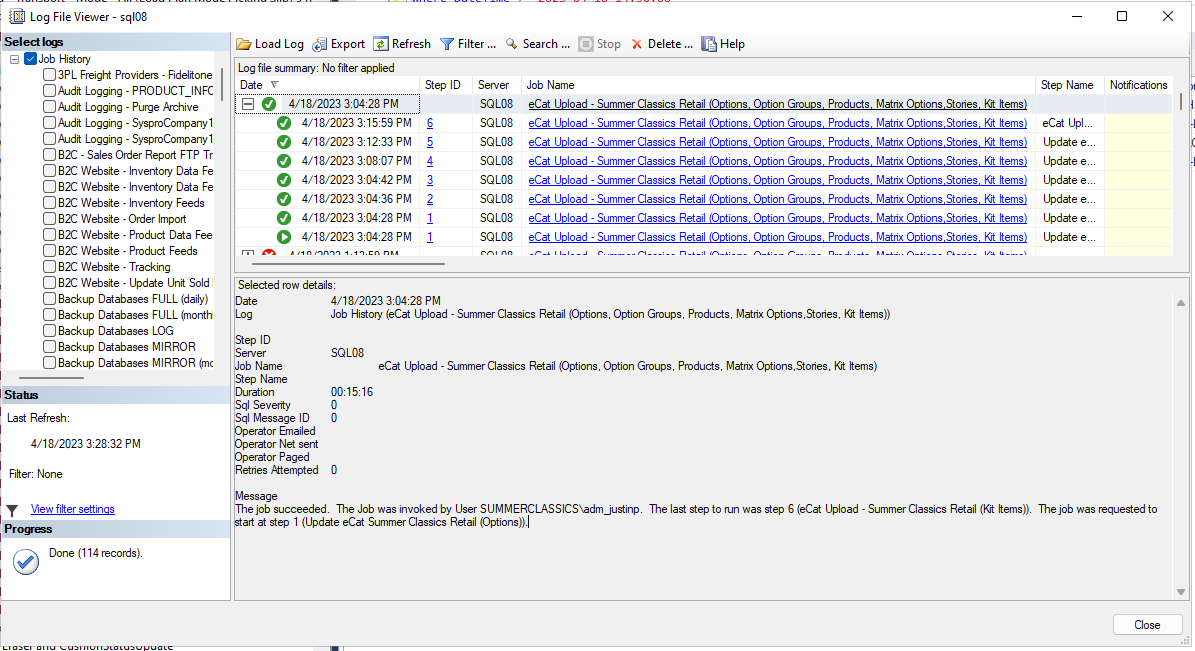 where DateTime > '2023-04-18 14:30:00'
Log File Viewer - sql08
Select logs
Job History
3PL Freight Providers - Fidelitone
Audit Logging - PRODUCT_INFO
Audit Logging - Purge Archive
Audit Logging - SysproCompany1
Audit Logging - SysproCompany1
B2C - Sales Order Report FTP Tr
B2C Website - Inventory Data Fe
B2C Website - Inventory Data Fe
B2C Website - Inventory Feeds
B2C Website - Order Import
B2C Website - Product Data Fee
B2C Website - Product Feeds
B2C Website - Tracking
B2C Website - Update Unit Sold
Backup Databases FULL (daily)
Backup Databases FULL (month
Backup Databases LOG
Backup Databases MIRROR
Backup Databases MIRROR (mo
Status
Last Refresh:
4/18/2023 3:28:32 PM
Filter: None
View filter settings
Progress
Done (114 records).
Load Log Export Refresh Filter ... Search ... Stop Delete ... Help
Log file summary: No filter applied
Date Step ID Server Job Name Step Name Notifications
4/18/2023 3:04:28 PM SQL08 eCat Upload - Summer Classics Retail (Options, Option Groups, Products, Matrix Options,Stories, Kit Items)
4/18/2023 3:15:59 PM 6 SQL08 eCat Upload - Summer Classics Retail (Options, Option Groups, Products, Matrix Options,Stories, Kit Items) eCat Upl...
4/18/2023 3:12:33 PM 5 SQL08 eCat Upload - Summer Classics Retail (Options, Option Groups, Products, Matrix Options,Stories, Kit Items) Update e...
4/18/2023 3:08:07 PM 4 SQL08 eCat Upload - Summer Classics Retail (Options, Option Groups, Products, Matrix Options,Stories, Kit Items) Update e...
4/18/2023 3:04:42 PM 3 SQL08 eCat Upload - Summer Classics Retail (Options, Option Groups, Products, Matrix Options,Stories, Kit Items) Update e...
4/18/2023 3:04:36 PM 2 SQL08 eCat Upload - Summer Classics Retail (Options, Option Groups, Products, Matrix Options,Stories, Kit Items) Update e...
4/18/2023 3:04:28 PM 1 SQL08 eCat Upload - Summer Classics Retail (Options, Option Groups, Products, Matrix Options,Stories, Kit Items) Update e...
4/18/2023 3:04:28 PM 1 SQL08 eCat Upload - Summer Classics Retail (Options, Option Groups, Products, Matrix Options,Stories, Kit Items) Update e...
Selected row details:
Date 4/18/2023 3:04:28 PM
Log Job History (eCat Upload - Summer Classics Retail (Options, Option Groups, Products, Matrix Options,Stories, Kit Items))
Step ID
Server SQL08
Job Name eCat Upload - Summer Classics Retail (Options, Option Groups, Products, Matrix Options,Stories, Kit Items)
Step Name
Duration 00:15:16
Sql Severity 0
Sql Message ID 0
Operator Emailed
Operator Net sent
Operator Paged
Retries Attempted 0
Message
The job succeeded. The Job was invoked by User SUMMERCLASSICS\adm_justinp. The last step to run was step 6 (eCat Upload - Summer Classics Retail (Kit Items)). The job was requested to
start at step 1 (Update eCat Summer Classics Retail (Options)).
Close